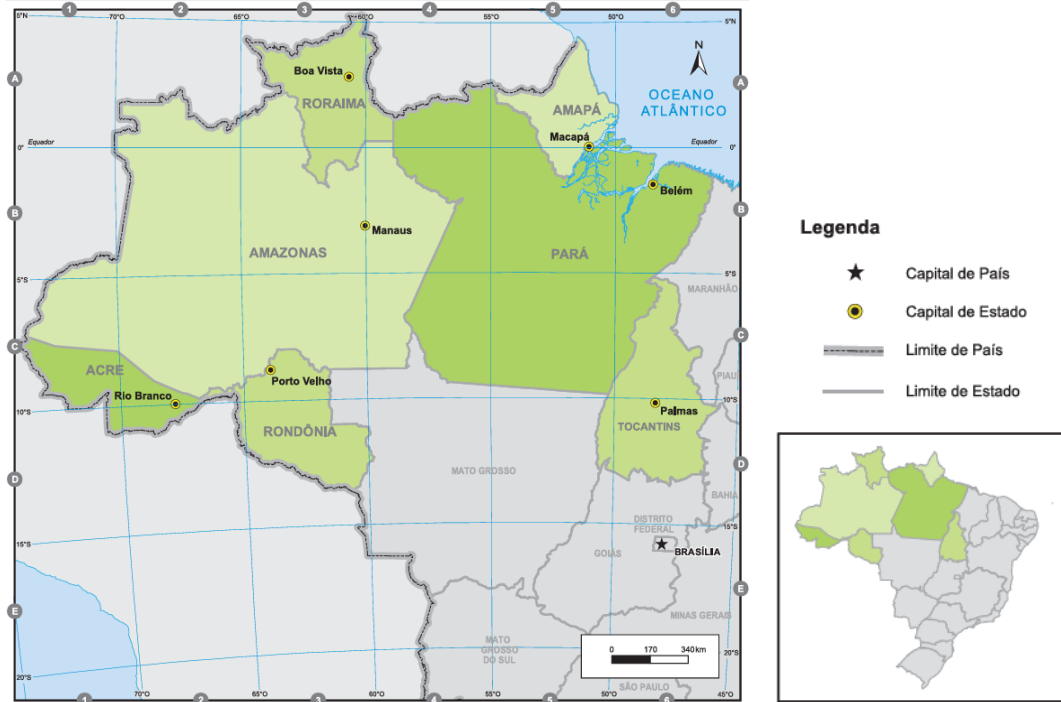 1 2 3 4 5 6
5°N 65°W 60°W 55°W 50°W 5°N
N
A
Boa Vista
RORAIMA
AMAPÁ
OCEANO
ATLÂNTICO
A
Macapá
Equador
Equador
0°
0°
Belém
B
B
Manaus
AMAZONAS
PARÁ
5°S
5°S
MARANHÃO
C
C
ACRE
Porto Velho
PIAUÍ
Rio Branco
10°S
10°S
Palmas
TOCANTINS
RONDÔNIA
D
MATO GROSSO
D
BAHIA
DISTRITO
FEDERAL
15°S
15°S
GOIÁS
BRASÍLIA
E
E
MINAS GERAIS
MATO
GROSSO
DO SUL
0 170 340 km
20°S
20°S
SÃO PAULO
70°W 65°W 60°W 55°W 50°W 45°W
1 2 3 4 5 6
Legenda
Capital de País
Capital de Estado
Limite de País
Limite de Estado